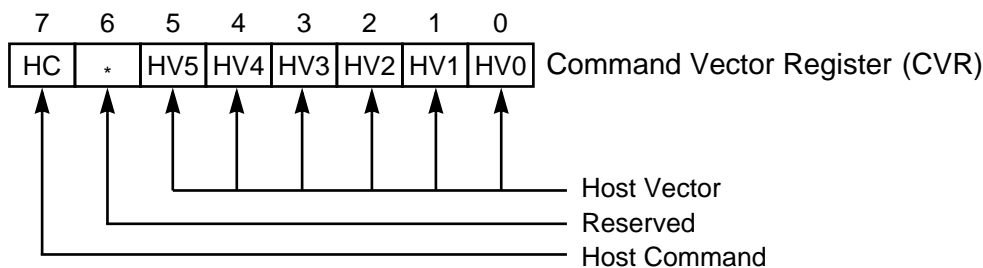 7 6 5 4 3 2 1 0
HC * HV5 HV4 HV3 HV2 HV1 HV0 Command Vector Register (CVR)
Host Vector
Reserved
Host Command